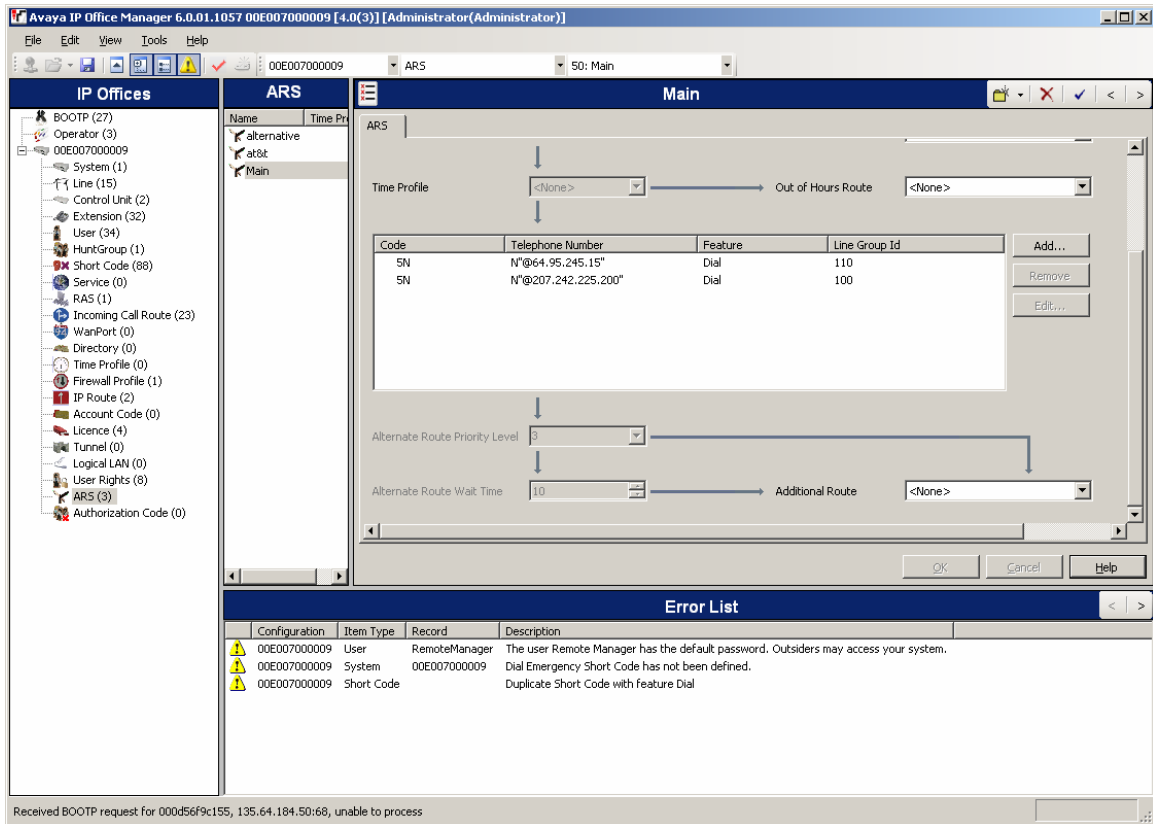 Avaya IP Office Manager 6.0.01.1057 00E007000009 [4.0(3)] [Administrator(Administrator)]
File Edit View Tools Help
00E007000009 ARS 50: Main
IP Offices
BOOTP (27)
Operator (3)
00E007000009
System (1)
Line (15)
Control Unit (2)
Extension (32)
User (34)
HuntGroup (1)
Short Code (88)
Service (0)
RAS (1)
Incoming Call Route (23)
WanPort (0)
Directory (0)
Time Profile (0)
Firewall Profile (1)
IP Route (2)
Account Code (0)
Licence (4)
Tunnel (0)
Logical LAN (0)
User Rights (8)
ARS (3)
Authorization Code (0)
ARS
Name Time Pr
alternative
at&t
Main
Main
ARS
Time Profile <None> Out of Hours Route <None>
Code Telephone Number Feature Line Group Id
5N N"@64.95.245.15" Dial 110
5N N"@207.242.225.200" Dial 100
Add...
Remove
Edit...
Alternate Route Priority Level 3
Alternate Route Wait Time 10 Additional Route <None>
OK Cancel Help
Error List
Configuration Item Type Record Description
00E007000009 User RemoteManager The user Remote Manager has the default password. Outsiders may access your system.
00E007000009 System 00E007000009 Dial Emergency Short Code has not been defined.
00E007000009 Short Code Duplicate Short Code with feature Dial
Received BOOTP request for 000d56f9c155, 135.64.184.50:68, unable to process